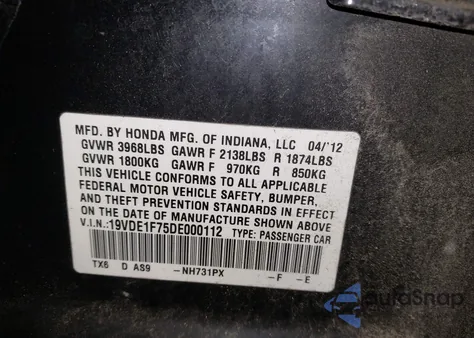 MFD. BY HONDA MFG. OF INDIANA, LLC 04/'12
GVWR 3968LBS GAWR F 2138LBS R 1874LBS
GVWR 1800KG GAWR F 970KG R 850KG
THIS VEHICLE CONFORMS TO ALL APPLICABLE
FEDERAL MOTOR VEHICLE SAFETY, BUMPER,
AND THEFT PREVENTION STANDARDS IN EFFECT
ON THE DATE OF MANUFACTURE SHOWN ABOVE.
V.I.N.:19VDE1F75DE000112 TYPE: PASSENGER CAR
TX6 D AS9 -NH731PX -F -E
AutoSnap